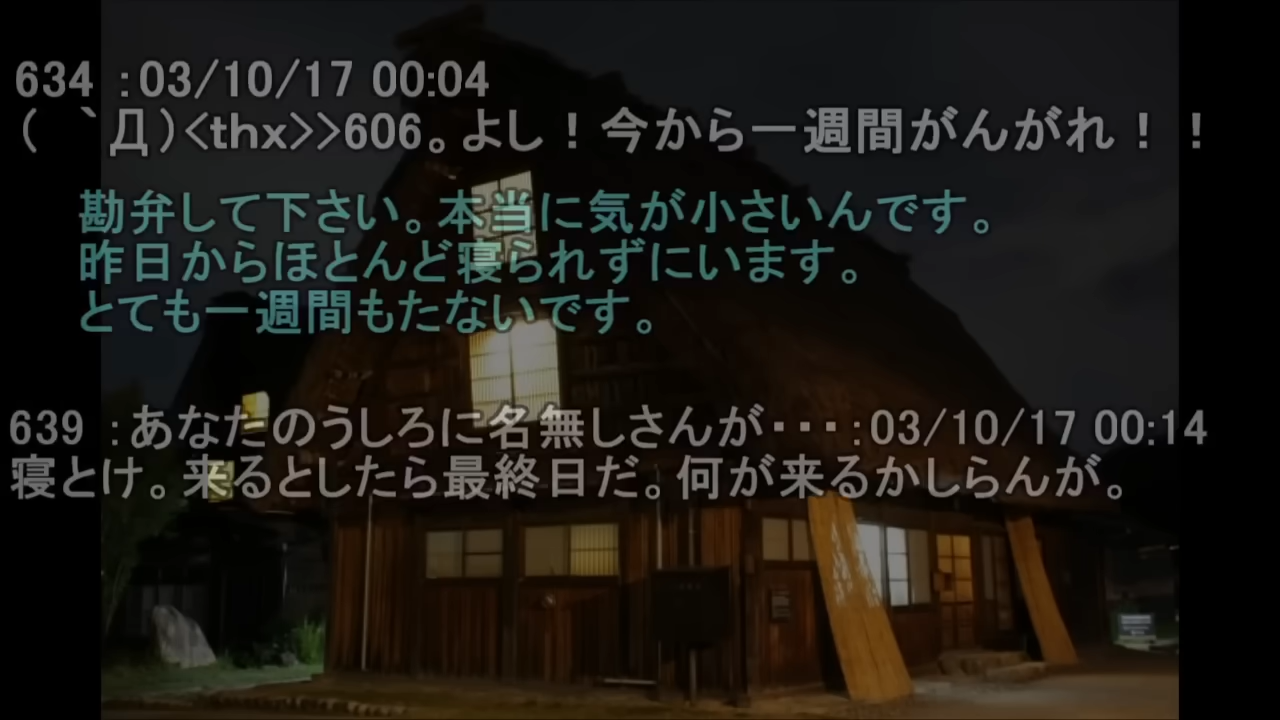 634 :03/10/17 00:04
( ｀Д)<thx>>606。よし！今から一週間がんがれ！！
勘弁して下さい。本当に気が小さいんです。
昨日からほとんど寝られずにいます。
とても一週間もたないです。
639 :あなたのうしろに名無しさんが・・・:03/10/17 00:14
寝とけ。来るとしたら最終日だ。何が来るかしらんが。